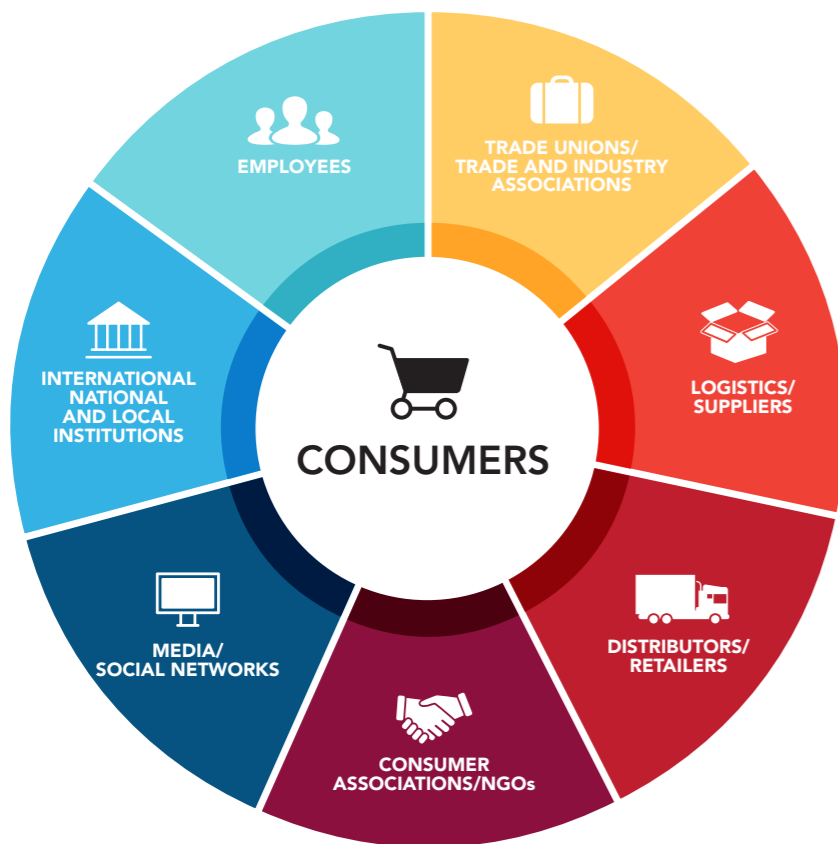 EMPLOYEES
TRADE UNIONS/
TRADE AND INDUSTRY
ASSOCIATIONS
LOGISTICS/
SUPPLIERS
DISTRIBUTORS/
RETAILERS
CONSUMER
ASSOCIATIONS/NGOs
MEDIA/
SOCIAL NETWORKS
INTERNATIONAL
NATIONAL
AND LOCAL
INSTITUTIONS
CONSUMERS